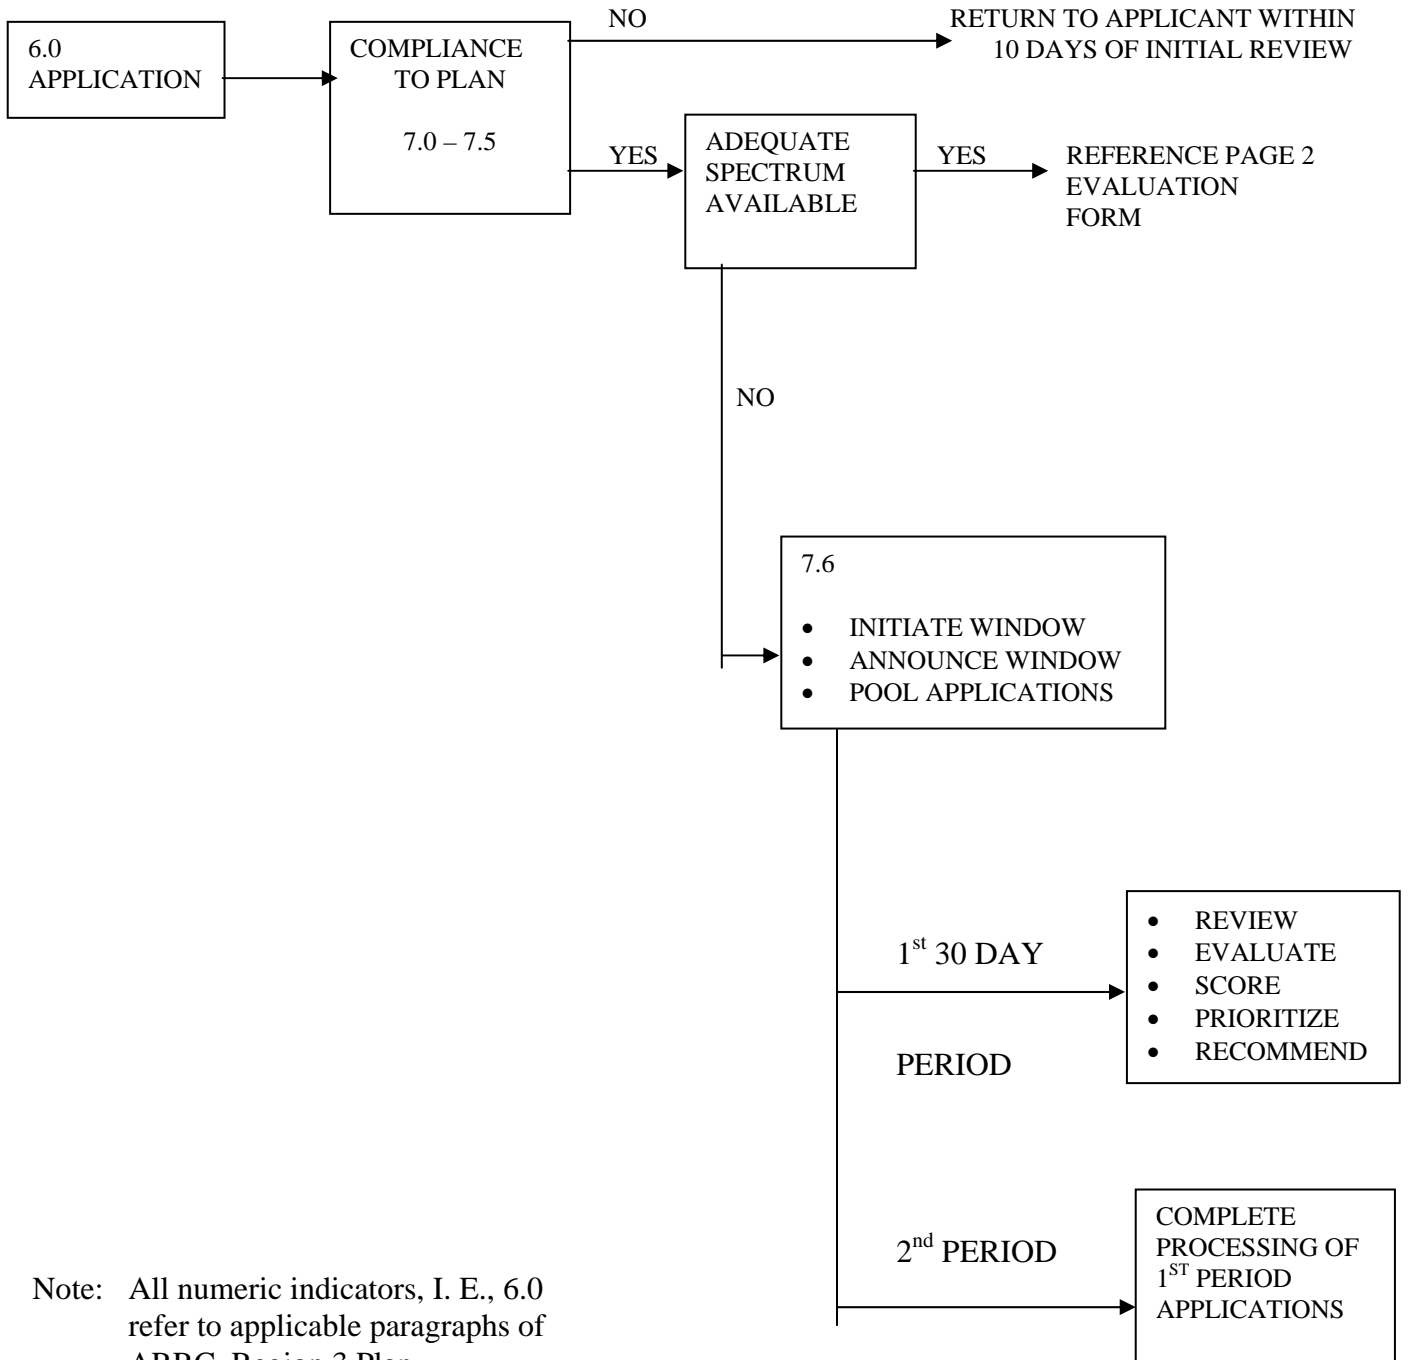 NO
RETURN TO APPLICANT WITHIN
10 DAYS OF INITIAL REVIEW
6.0
APPLICATION
COMPLIANCE
TO PLAN
7.0 – 7.5
YES
ADEQUATE
SPECTRUM
AVAILABLE
YES
REFERENCE PAGE 2
EVALUATION
FORM
NO
7.6
• INITIATE WINDOW
• ANNOUNCE WINDOW
• POOL APPLICATIONS
1st 30 DAY
PERIOD
• REVIEW
• EVALUATE
• SCORE
• PRIORITIZE
• RECOMMEND
2nd PERIOD
COMPLETE
PROCESSING OF
1ST PERIOD
APPLICATIONS
Note: All numeric indicators, I. E., 6.0
refer to applicable paragraphs of
Region 3 Plan